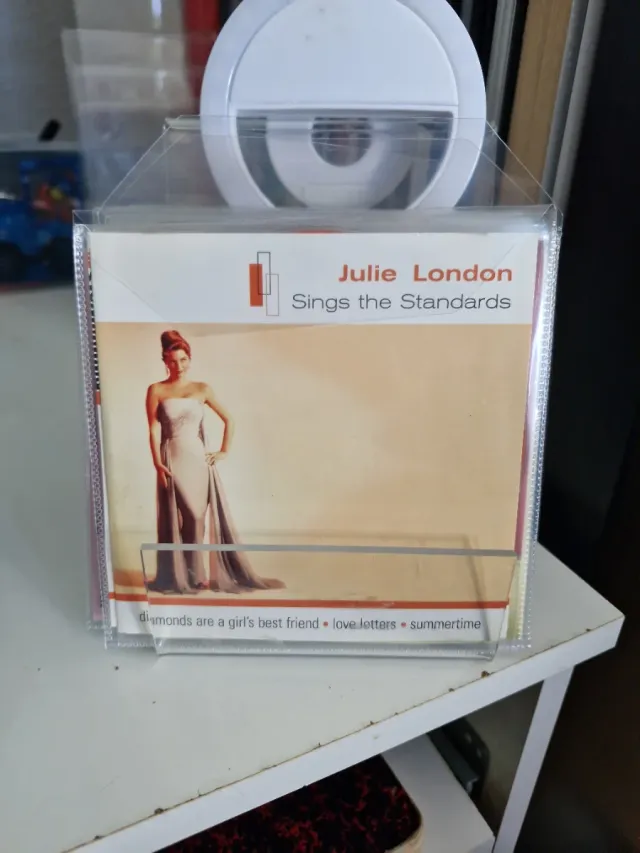 Julie London
Sings the Standards
diamonds are a girl's best friend • love letters • summertime